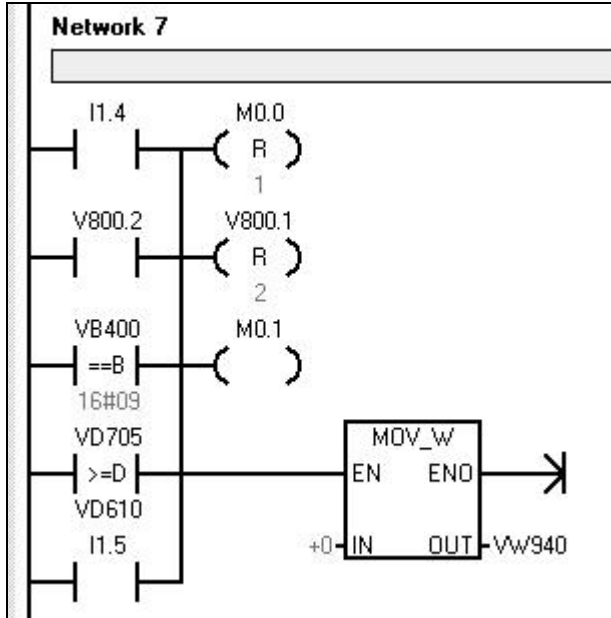 Network 7
I1.4 M0.0
R
1
V800.2 V800.1
R
2
VB400 M0.1
==B
16#09
VD705 MOV_W
>=D EN ENO
VD610
I1.5 +0 IN OUT VW940